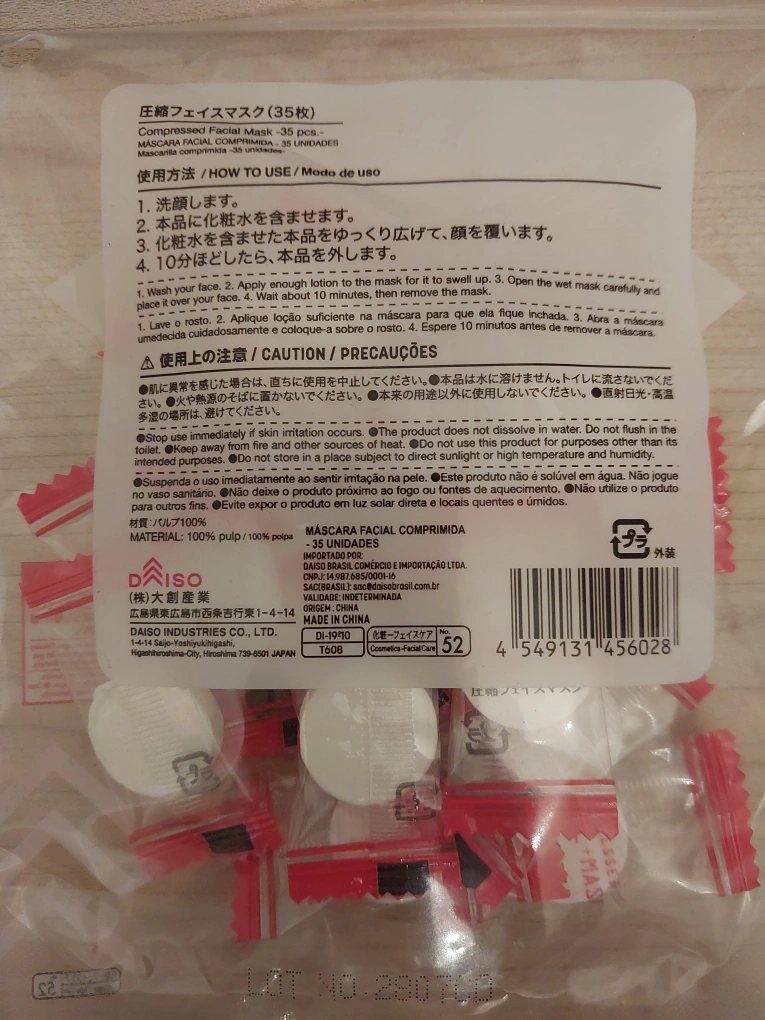 圧縮フェイスマスク(35枚)
Compressed Facial Mask -35 pcs.-
MÁSCARA FACIAL COMPRIMIDA - 35 UNIDADES
Mascarilla comprimida -35 unidades-
使用方法 / HOW TO USE / Modo de uso
1. 洗顔します。
2. 本品に化粧水を含ませます。
3. 化粧水を含ませた本品をゆっくり広げて、顔を覆います。
4. 10分ほどしたら、本品を外します。
1. Wash your face. 2. Apply enough lotion to the mask for it to swell up. 3. Open the wet mask carefully and
place it over your face. 4. Wait about 10 minutes, then remove the mask.
1. Lave o rosto. 2. Aplique loção suficiente na máscara para que ela fique inchada. 3. Abra a máscara
umedecida cuidadosamente e coloque-a sobre o rosto. 4. Espere 10 minutos antes de remover a máscara.
⚠ 使用上の注意 / CAUTION / PRECAUÇÕES
●肌に異常を感じた場合は、直ちに使用を中止してください。●本品は水に溶けません。トイレに流さないでくだ
さい。●火や熱源のそばに置かないでください。●本来の用途以外に使用しないでください。●直射日光・高温
多湿の場所は、避けてください。
●Stop use immediately if skin irritation occurs. ●The product does not dissolve in water. Do not flush in the
toilet. ●Keep away from fire and other sources of heat. ●Do not use this product for purposes other than its
intended purposes. ●Do not store in a place subject to direct sunlight or high temperature and humidity.
●Suspenda o uso imediatamente ao sentir irritação na pele. ●Este produto não é solúvel em água. Não jogue
no vaso sanitário. ●Não deixe o produto próximo ao fogo ou fontes de aquecimento. ●Não utilize o produto
para outros fins. ●Evite expor o produto em luz solar direta e locais quentes e úmidos.
材質:パルプ100%
MATERIAL: 100% pulp / 100% polpa
DAISO
(株)大創産業
広島県東広島市西条吉行東1-4-14
DAISO INDUSTRIES CO., LTD.
1-4-14 Saijo-Yoshiyukihigashi,
Higashihiroshima-City, Hiroshima 739-8501 JAPAN
MÁSCARA FACIAL COMPRIMIDA
- 35 UNIDADES
IMPORTADO POR:
DAISO BRASIL COMÉRCIO E IMPORTAÇÃO LTDA.
CNPJ: 14.987.685/0001-16
SAC(BRASIL): sac@daisobrasil.com.br
VALIDADE: INDETERMINADA
ORIGEM: CHINA
MADE IN CHINA
T608
化粧-フェイスケア
Cosmetics-Facial Care
No.
52
プラ
外装
4 549131 456028
圧縮フェイスマスク
プラ
プラ
プラ
52